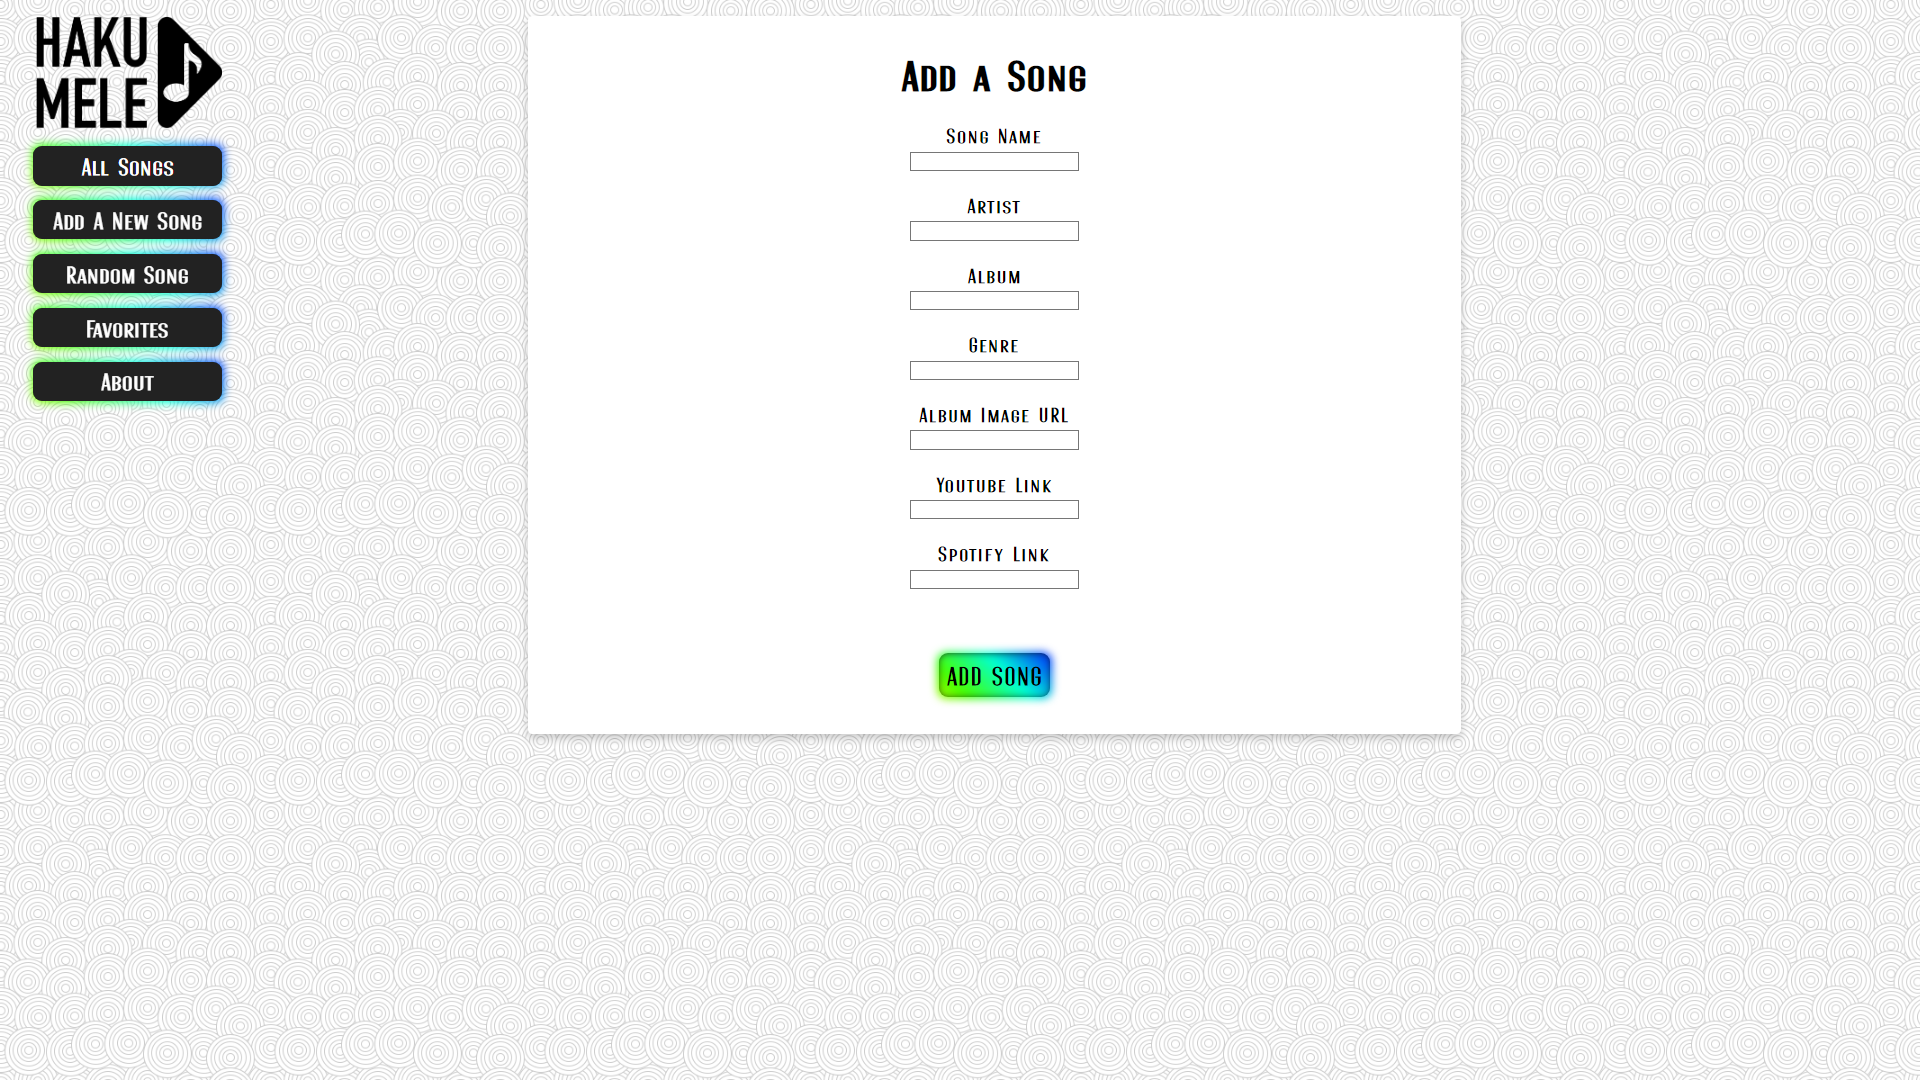 HAKU
MELE
All Songs
Add A New Song
Random Song
Favorites
About
Add a Song
Song Name
Artist
Album
Genre
Album Image URL
Youtube Link
Spotify Link
ADD SONG